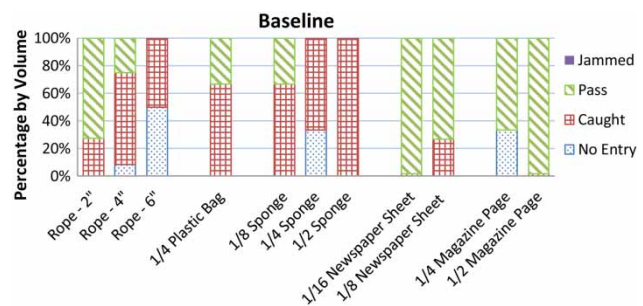 Baseline
Percentage by Volume
100%
80%
60%
40%
20%
0%
Rope - 2"
Rope - 4"
Rope - 6"
1/4 Plastic Bag
1/8 Sponge
1/4 Sponge
1/2 Sponge
1/16 Newspaper Sheet
1/8 Newspaper Sheet
1/4 Magazine Page
1/2 Magazine Page
Jammed
Pass
Caught
No Entry